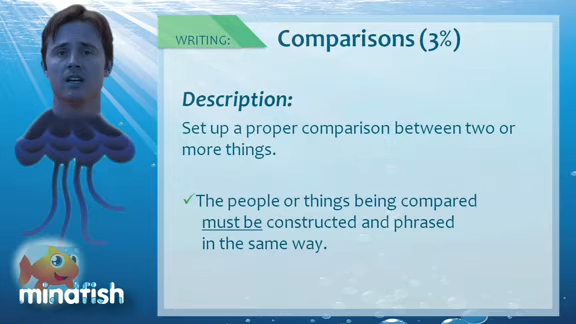 WRITING:
Comparisons (3%)
Description:
Set up a proper comparison between two or
more things.
The people or things being compared
must be constructed and phrased
in the same way.
minafish